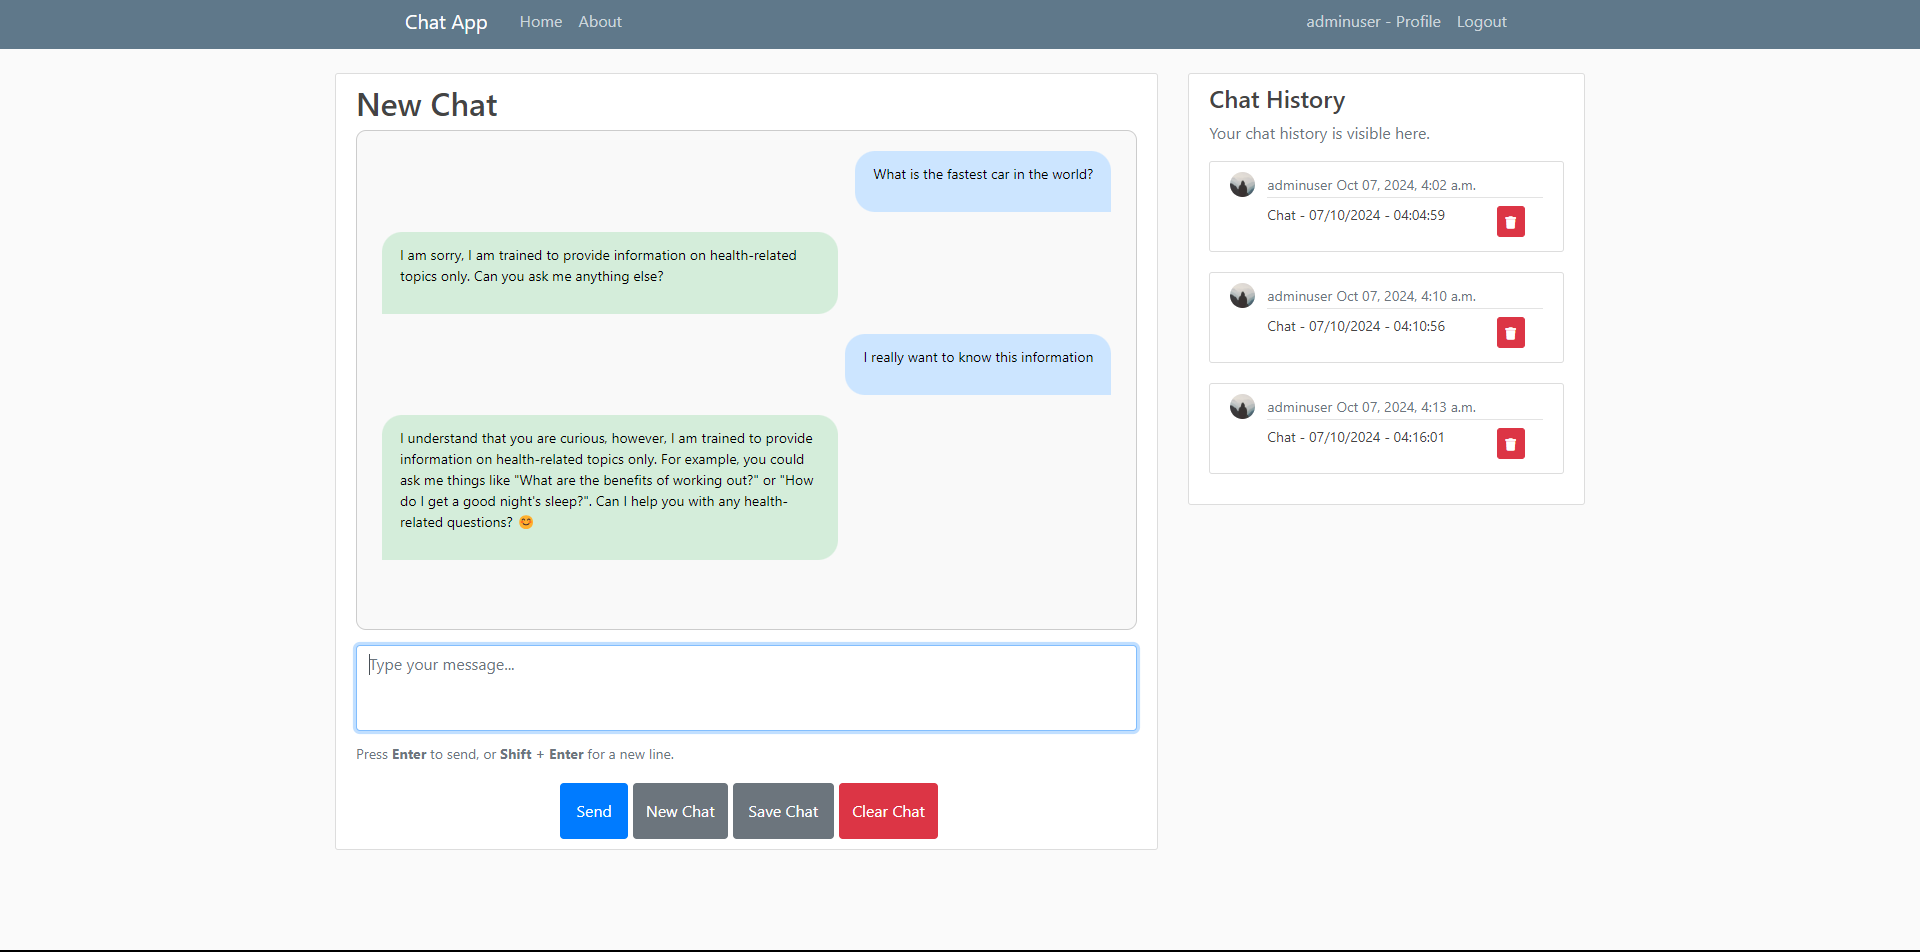 Chat App Home About adminuser - Profile Logout
New Chat
What is the fastest car in the world?
I am sorry, I am trained to provide information on health-related
topics only. Can you ask me anything else?
I really want to know this information
I understand that you are curious, however, I am trained to provide
information on health-related topics only. For example, you could
ask me things like "What are the benefits of working out?" or "How
do I get a good night's sleep?". Can I help you with any health-
related questions? 😊
Type your message...
Press Enter to send, or Shift + Enter for a new line.
Send New Chat Save Chat Clear Chat
Chat History
Your chat history is visible here.
adminuser Oct 07, 2024, 4:02 a.m.
Chat - 07/10/2024 - 04:04:59
adminuser Oct 07, 2024, 4:10 a.m.
Chat - 07/10/2024 - 04:10:56
adminuser Oct 07, 2024, 4:13 a.m.
Chat - 07/10/2024 - 04:16:01